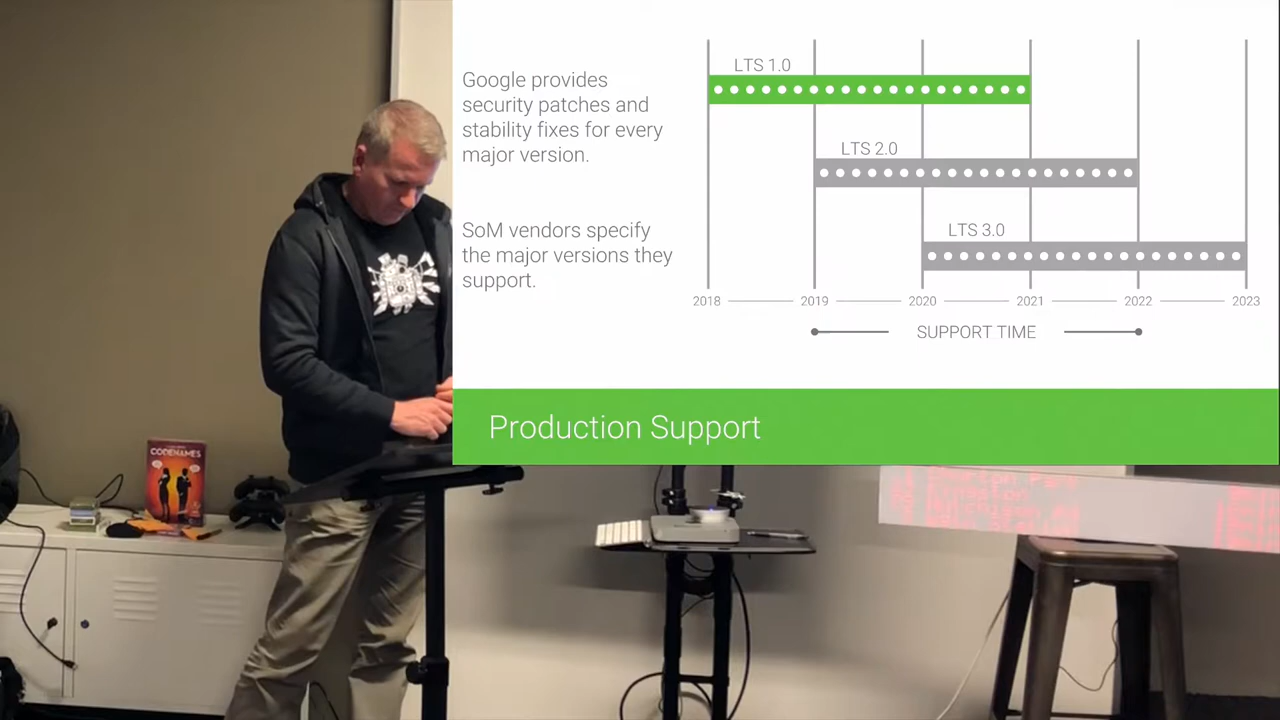 Google provides
security patches and
stability fixes for every
major version.
SoM vendors specify
the major versions they
support.
LTS 1.0
LTS 2.0
LTS 3.0
2018 2019 2020 2021 2022 2023
SUPPORT TIME
Production Support
CODENAMES